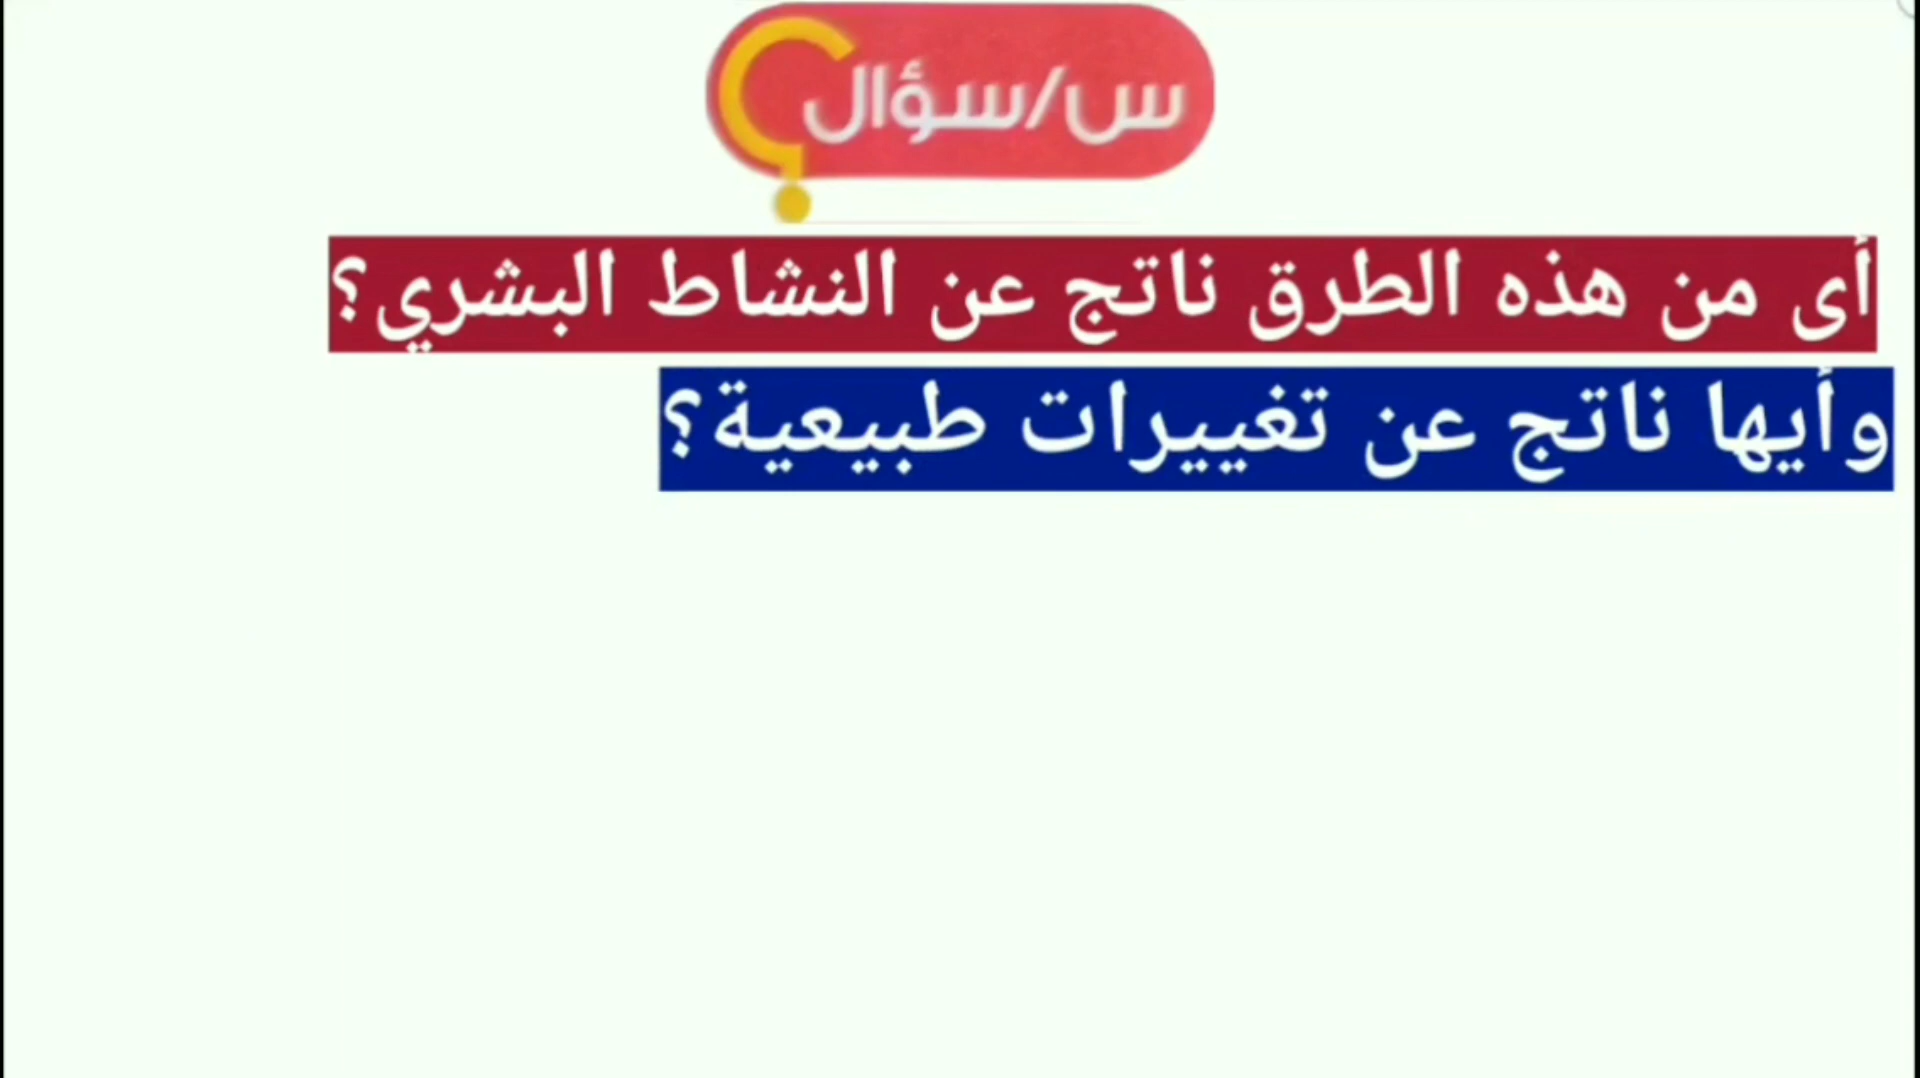 س/سؤال
أى من هذه الطرق ناتج عن النشاط البشري؟
وأيها ناتج عن تغييرات طبيعية؟